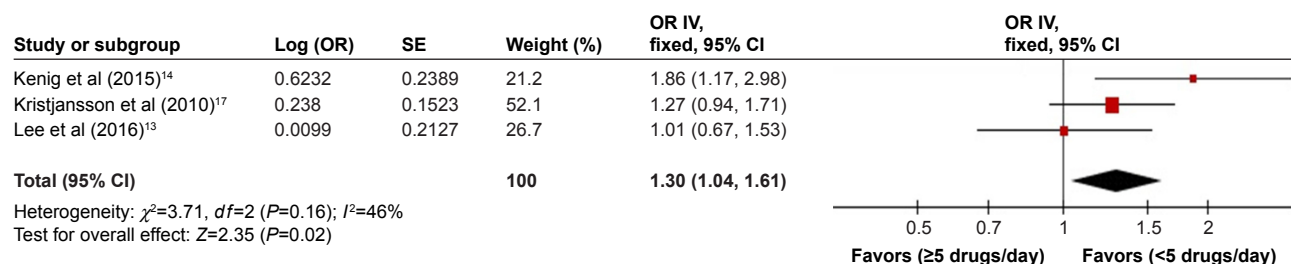 OR IV, OR IV,
Study or subgroup Log (OR) SE Weight (%) fixed, 95% CI fixed, 95% CI
Kenig et al (2015)¹⁴ 0.6232 0.2389 21.2 1.86 (1.17, 2.98)
Kristjansson et al (2010)¹⁷ 0.238 0.1523 52.1 1.27 (0.94, 1.71)
Lee et al (2016)¹³ 0.0099 0.2127 26.7 1.01 (0.67, 1.53)
Total (95% CI) 100 1.30 (1.04, 1.61)
Heterogeneity: χ²=3.71, df=2 (P=0.16); I²=46%
Test for overall effect: Z=2.35 (P=0.02)
0.5 0.7 1 1.5 2
Favors (≥5 drugs/day) Favors (<5 drugs/day)